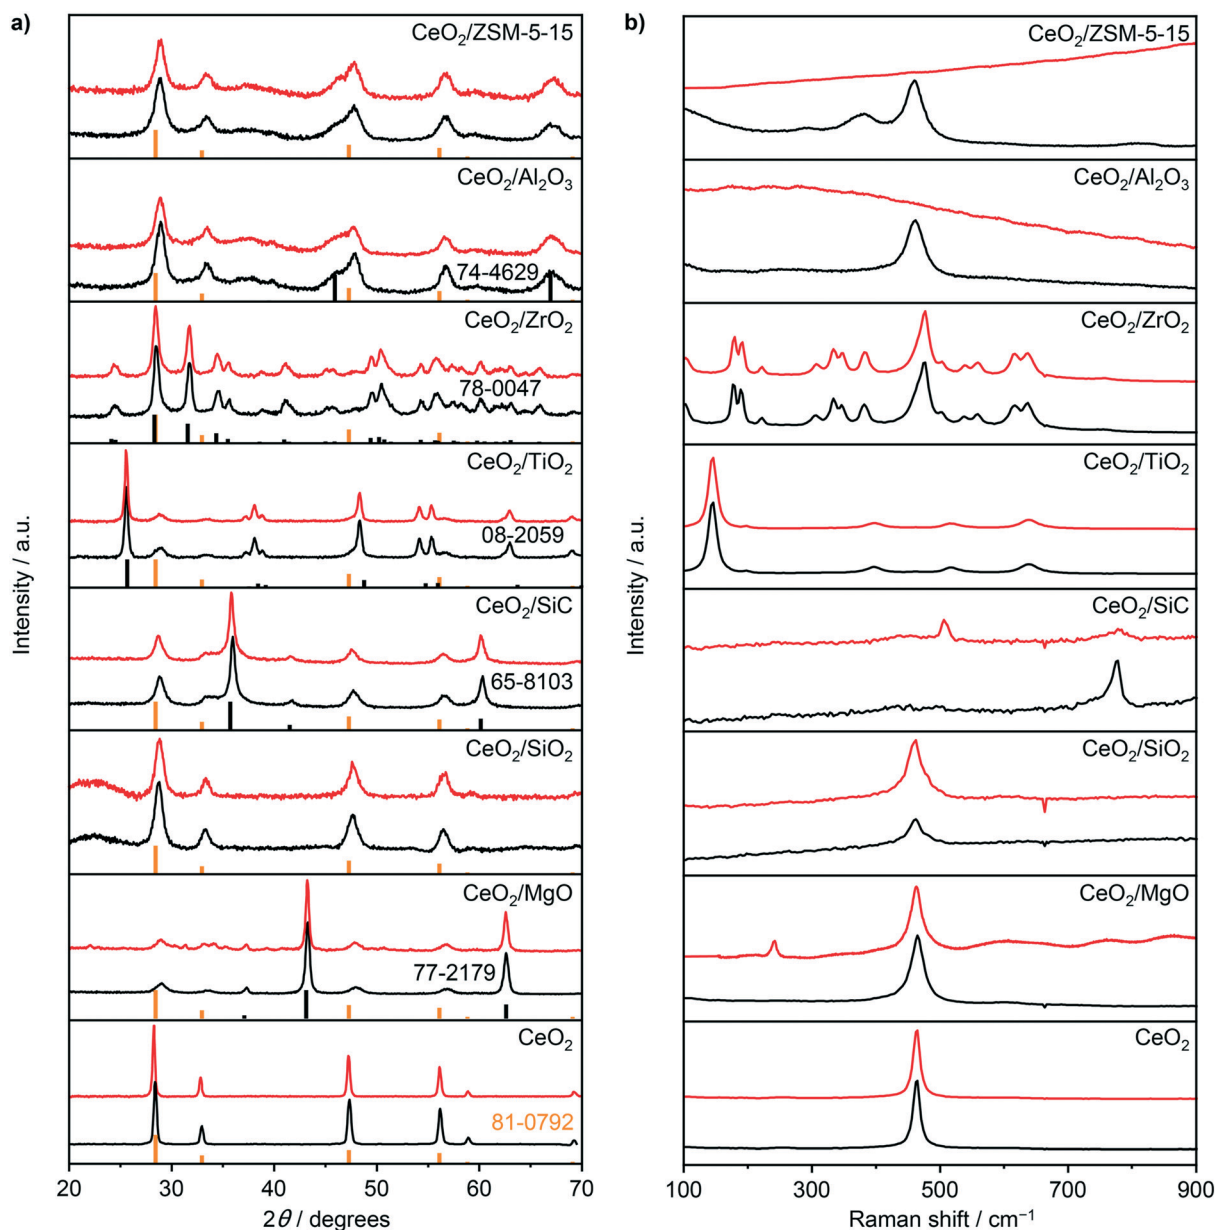 a)
CeO₂/ZSM-5-15
CeO₂/Al₂O₃
74-4629
CeO₂/ZrO₂
78-0047
CeO₂/TiO₂
08-2059
CeO₂/SiC
65-8103
CeO₂/SiO₂
CeO₂/MgO
77-2179
CeO₂
81-0792
Intensity / a.u.
20 30 40 50 60 70
2θ / degrees
b)
CeO₂/ZSM-5-15
CeO₂/Al₂O₃
CeO₂/ZrO₂
CeO₂/TiO₂
CeO₂/SiC
CeO₂/SiO₂
CeO₂/MgO
CeO₂
Intensity / a.u.
100 300 500 700 900
Raman shift / cm⁻¹